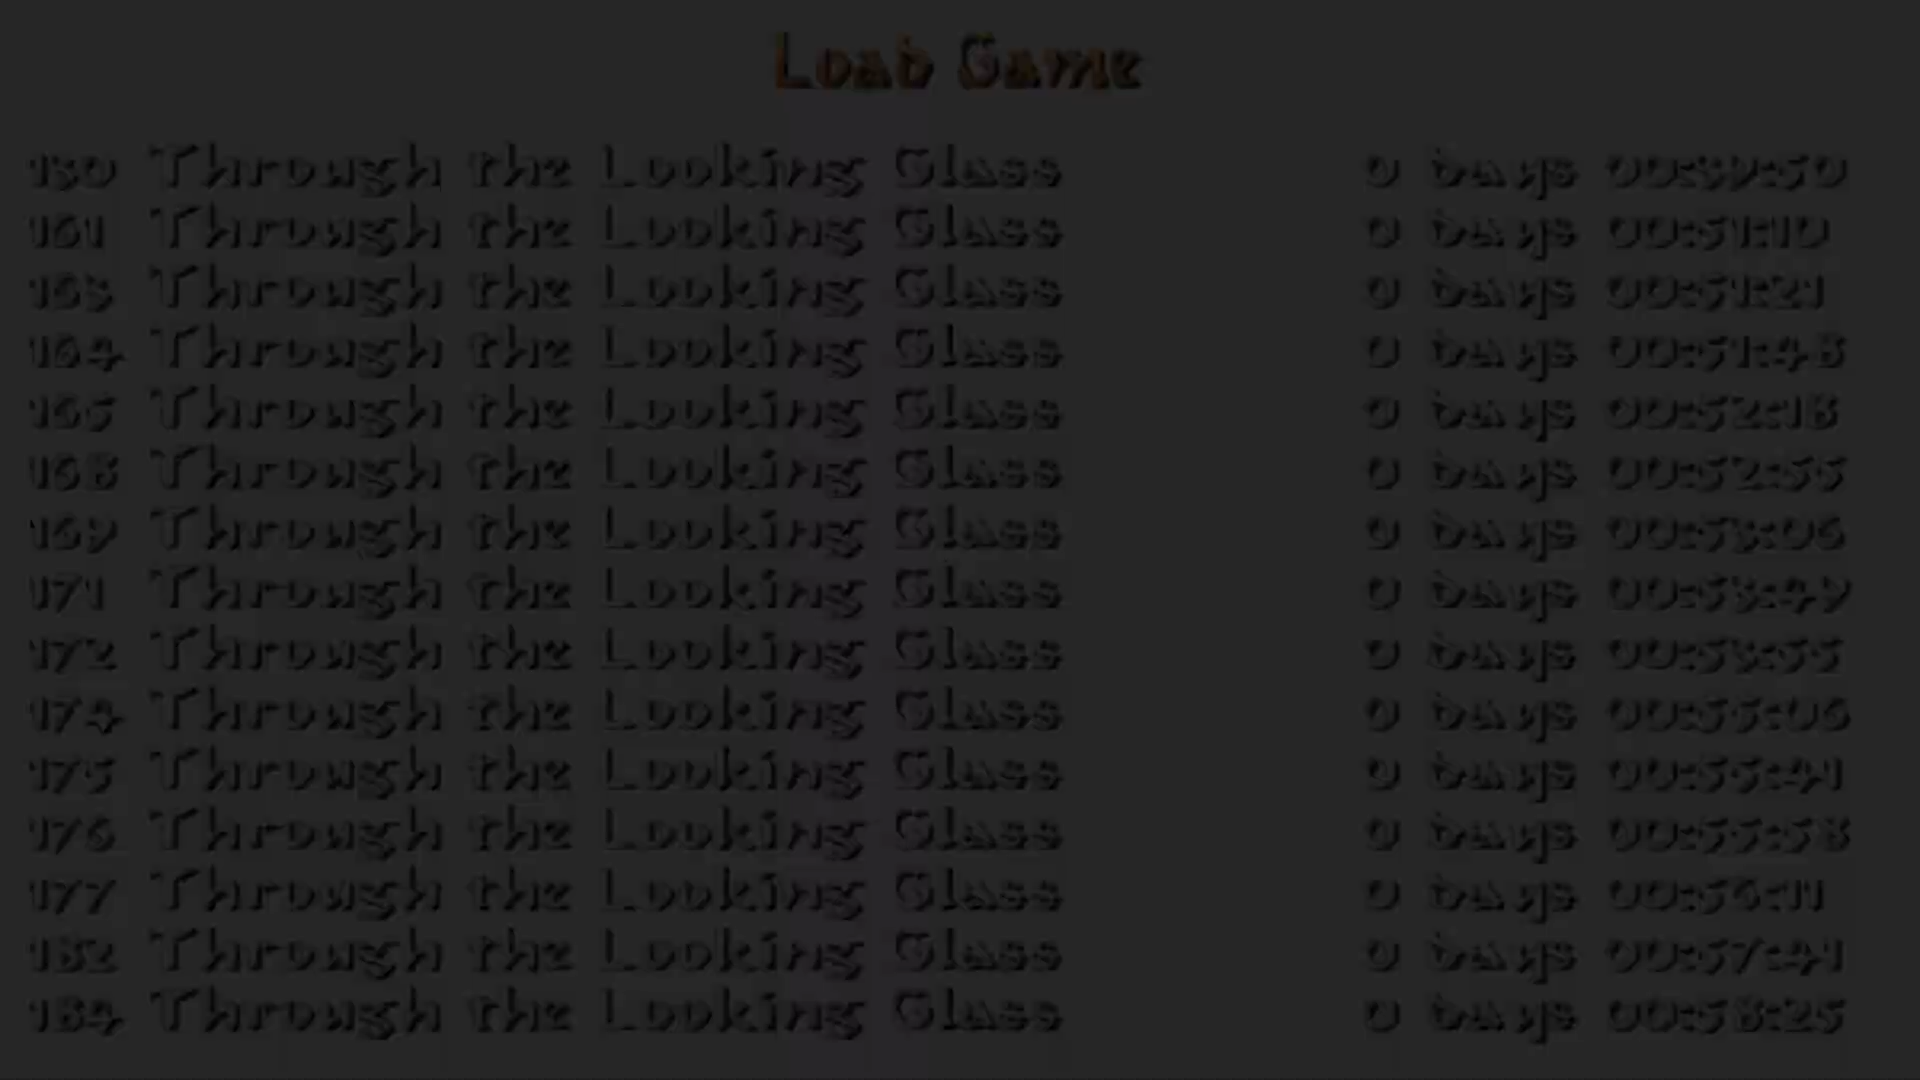 Load Game
130 Through the Looking Glass 0 days 00:39:50
161 Through the Looking Glass 0 days 00:51:10
163 Through the Looking Glass 0 days 00:51:21
164 Through the Looking Glass 0 days 00:51:48
165 Through the Looking Glass 0 days 00:52:18
168 Through the Looking Glass 0 days 00:52:55
169 Through the Looking Glass 0 days 00:53:06
171 Through the Looking Glass 0 days 00:53:49
172 Through the Looking Glass 0 days 00:53:55
174 Through the Looking Glass 0 days 00:55:06
175 Through the Looking Glass 0 days 00:55:41
176 Through the Looking Glass 0 days 00:55:58
177 Through the Looking Glass 0 days 00:56:11
182 Through the Looking Glass 0 days 00:57:41
184 Through the Looking Glass 0 days 00:58:25